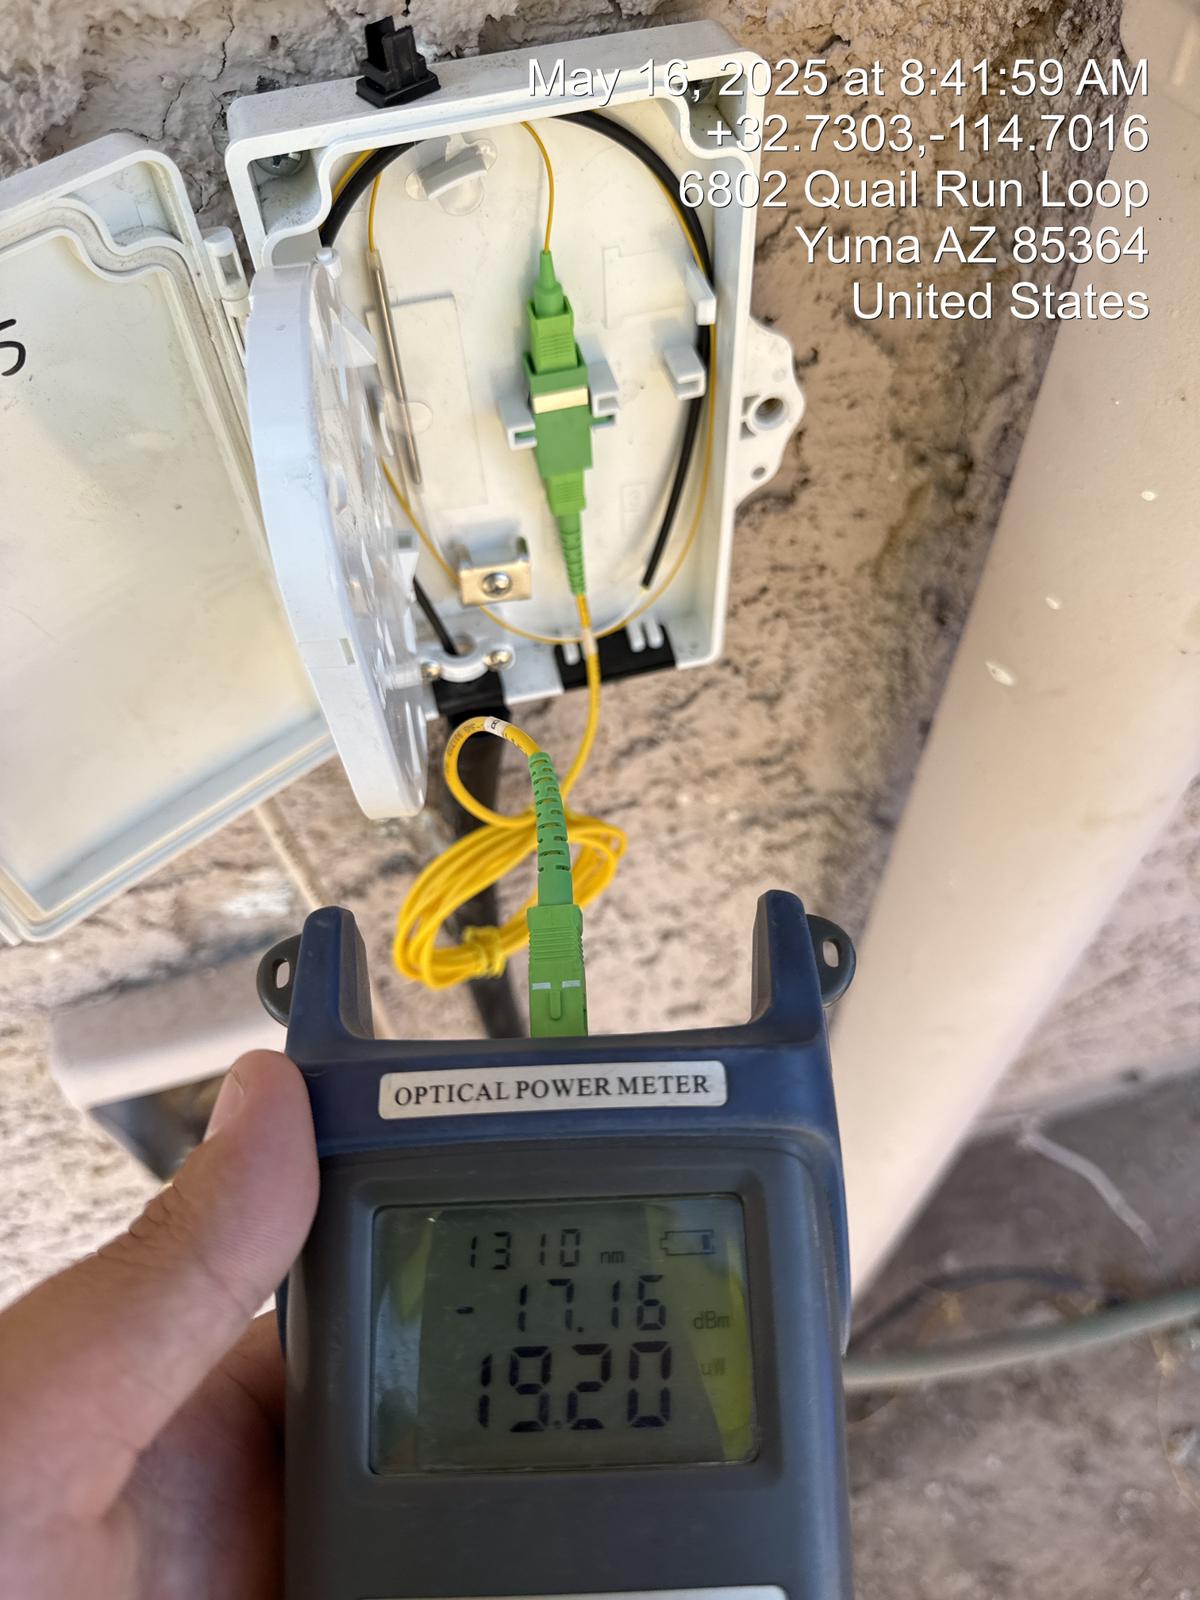 May 16, 2025 at 8:41:59 AM
+32.7303,-114.7016
6802 Quail Run Loop
Yuma AZ 85364
United States
5
OPTICAL POWER METER
1310 nm
-17.16 dBm
19.20 uW